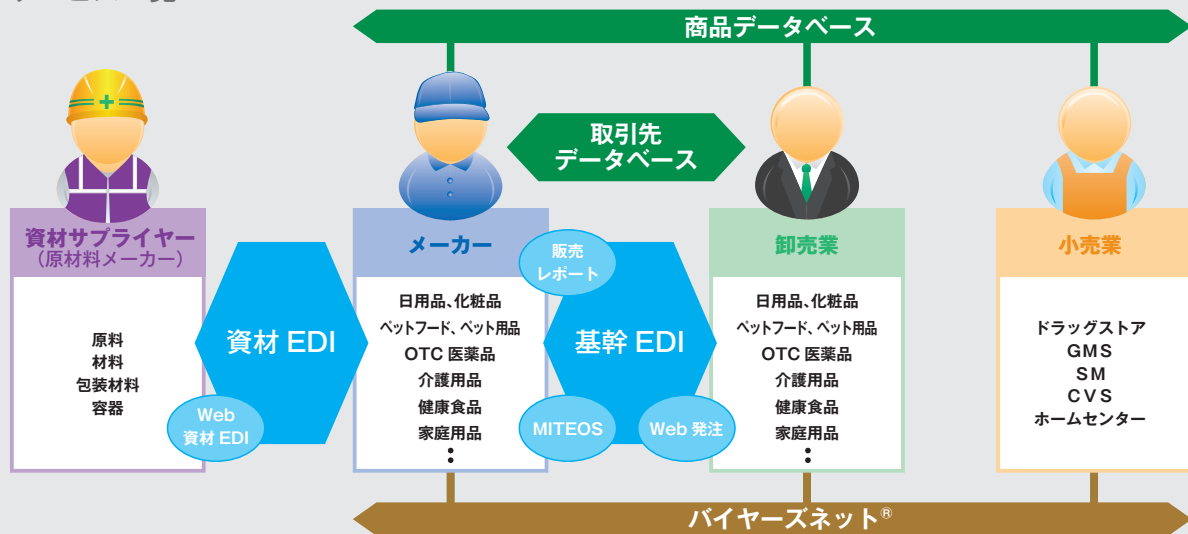 商品データベース
取引先
データベース
資材サプライヤー
（原材料メーカー）
原料
材料
包装材料
容器
資材 EDI
Web
資材 EDI
メーカー
日用品、化粧品
ペットフード、ペット用品
OTC 医薬品
介護用品
健康食品
家庭用品
⋮
販売
レポート
基幹 EDI
MITEOS
Web 発注
卸売業
日用品、化粧品
ペットフード、ペット用品
OTC 医薬品
介護用品
健康食品
家庭用品
⋮
小売業
ドラッグストア
GMS
SM
CVS
ホームセンター
バイヤーズネット®